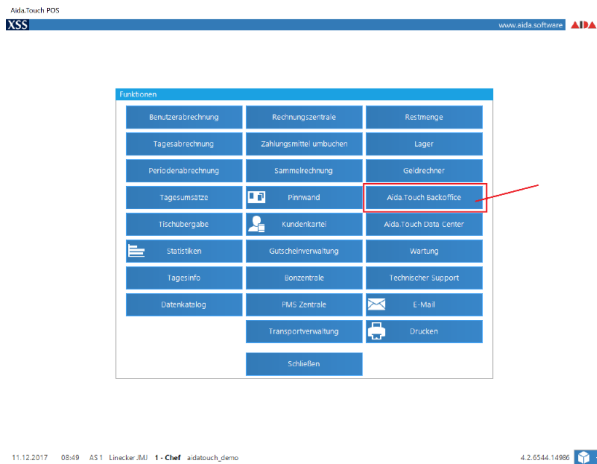 Aida.Touch POS
XSS
www.aida.software AIDA
Funktionen
Benutzerabrechnung Rechnungszentrale Restmenge
Tagesabrechnung Zahlungsmittel umbuchen Lager
Periodenabrechnung Sammelrechnung Geldrechner
Tagesumsätze Pinnwand Aida.Touch Backoffice
Tischübergabe Kundenkartei Aida.Touch Data Center
Statistiken Gutscheinverwaltung Wartung
Tagesinfo Bonzentrale Technischer Support
Datenkatalog PMS Zentrale E-Mail
Transportverwaltung Drucken
Schließen
11.12.2017 08:49 AS1 Linecker JMJ 1 - Chef aidatouch_demo 4.2.6544.14986